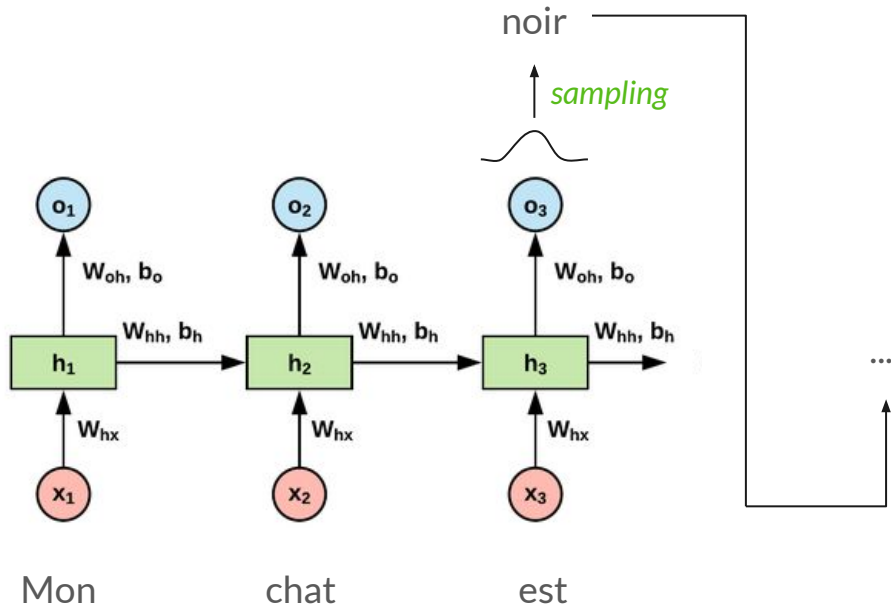 noir
sampling
o₁ o₂ o₃
Wₒₕ, bₒ Wₒₕ, bₒ Wₒₕ, bₒ
Wₕₕ, bₕ Wₕₕ, bₕ Wₕₕ, bₕ
h₁ h₂ h₃ ...
Wₕₓ Wₕₓ Wₕₓ
x₁ x₂ x₃
Mon chat est